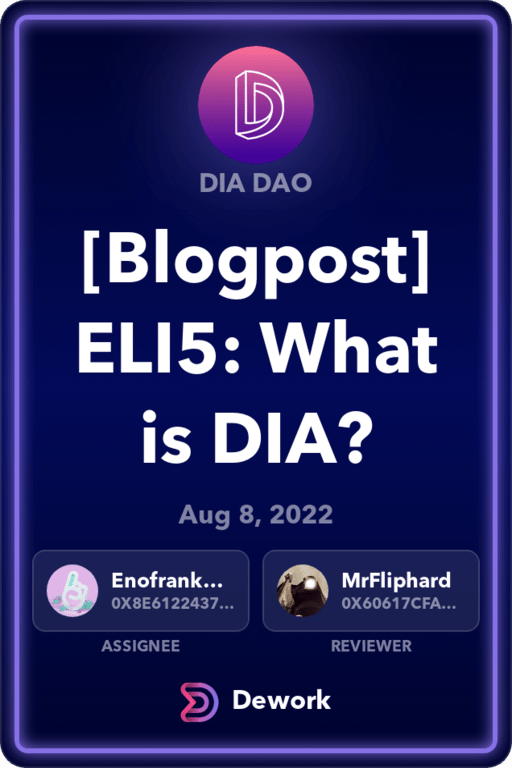 DIA DAO
[Blogpost]
ELI5: What
is DIA?
Aug 8, 2022
Enofrank...
0X8E6122437...
ASSIGNEE
MrFliphard
0X60617CFA...
REVIEWER
Dework